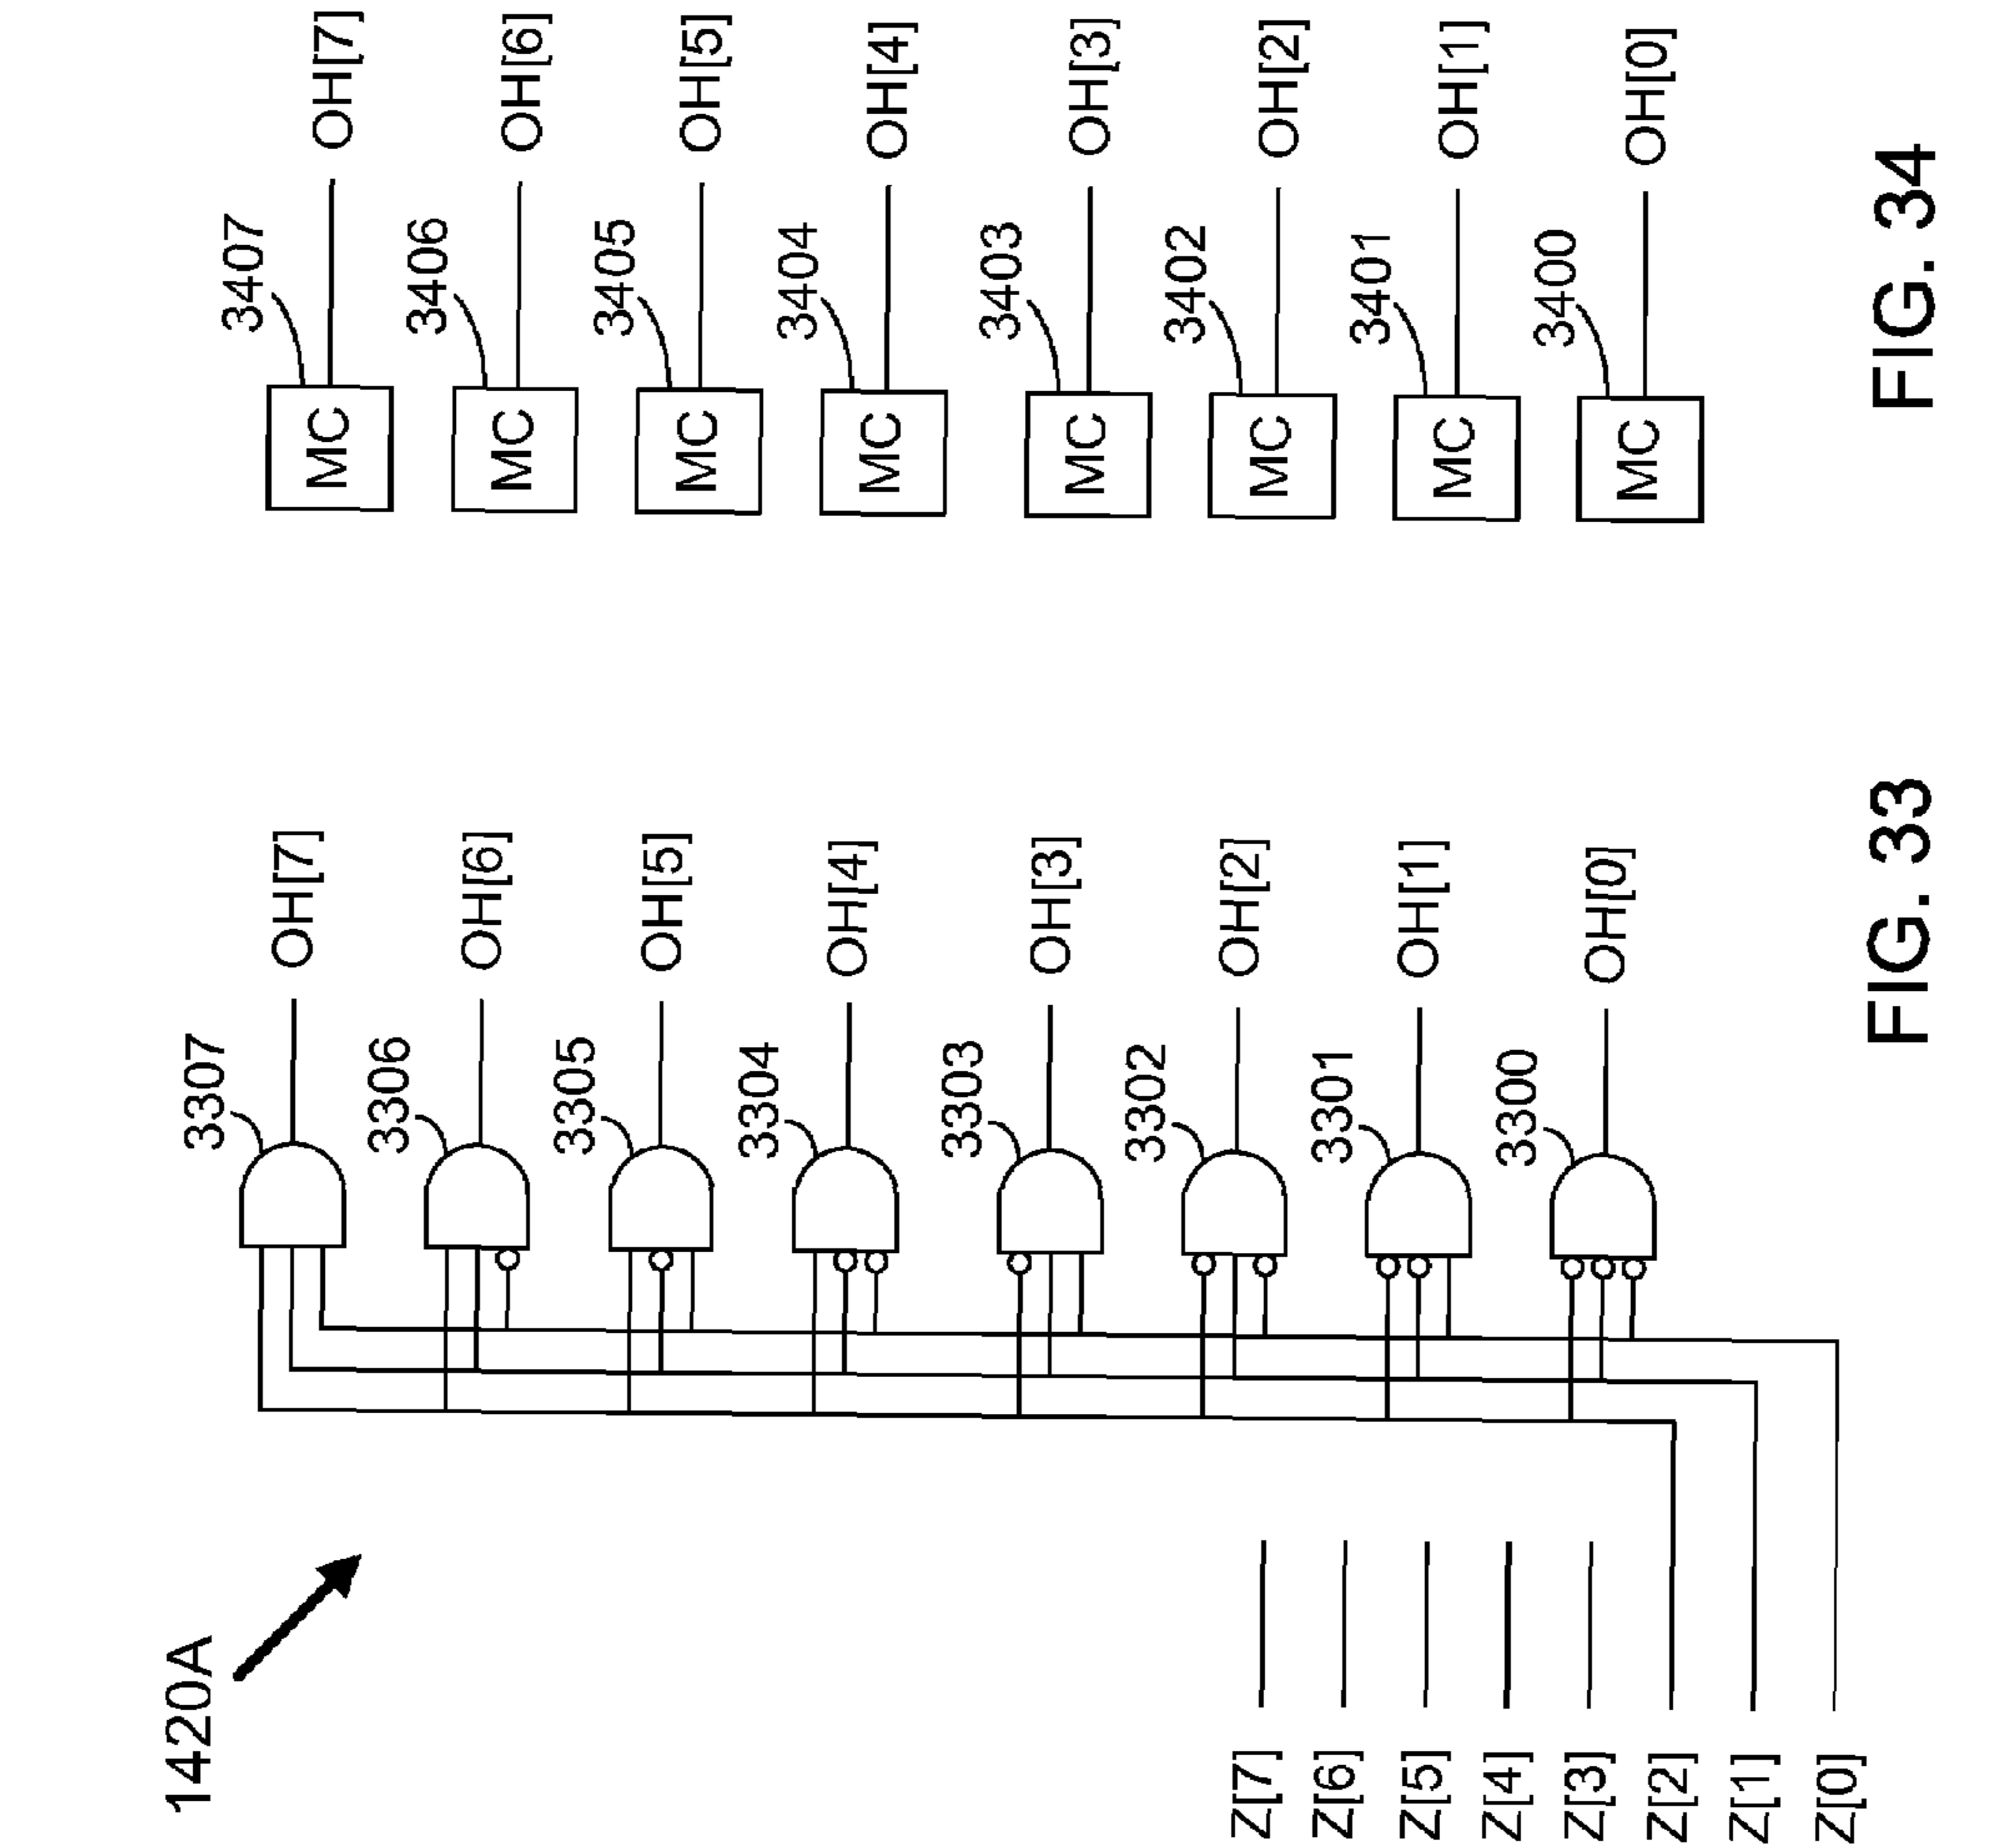 1420A
Z[7]
Z[6]
Z[5]
Z[4]
Z[3]
Z[2]
Z[1]
Z[0]
3307
3306
3305
3304
3303
3302
3301
3300
OH[7]
OH[6]
OH[5]
OH[4]
OH[3]
OH[2]
OH[1]
OH[0]
FIG. 33
MC
MC
MC
MC
MC
MC
MC
MC
3407
3406
3405
3404
3403
3402
3401
3400
OH[7]
OH[6]
OH[5]
OH[4]
OH[3]
OH[2]
OH[1]
OH[0]
FIG. 34